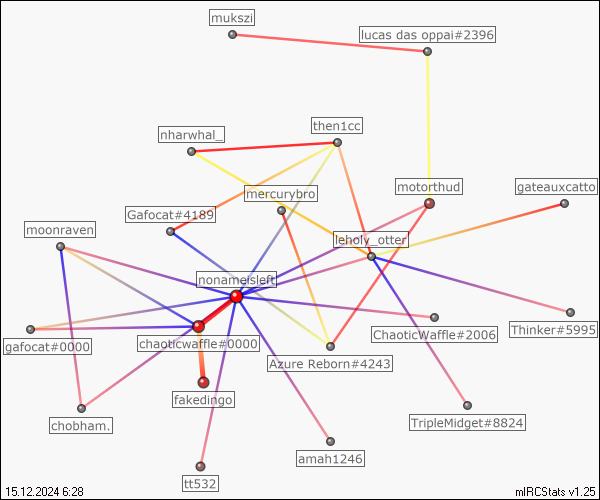 mukszi
lucas das oppai#2396
then1cc
nharwhal_
mercurybro
motorthud
gateauxcatto
Gafocat#4189
moonraven
leholy_otter
nonameisleft
gafocat#0000
chaoticwaffle#0000
ChaoticWaffle#2006
Thinker#5995
Azure Reborn#4243
fakedingo
chobham.
TripleMidget#8824
amah1246
tt532
15.12.2024 6:28
mIRCStats v1.25